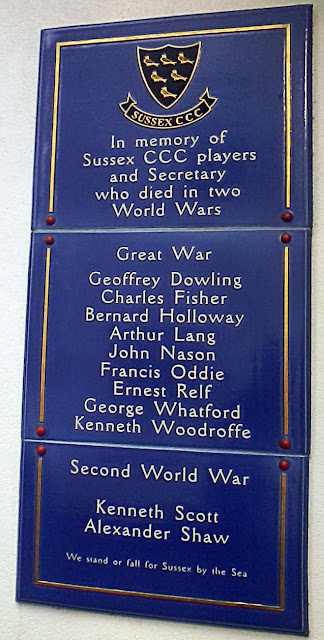 SUSSEX CCC
In memory of
Sussex CCC players
and Secretary
who died in two
World Wars
Great War
Geoffrey Dowling
Charles Fisher
Bernard Holloway
Arthur Lang
John Nason
Francis Oddie
Ernest Relf
George Whatford
Kenneth Woodroffe
Second World War
Kenneth Scott
Alexander Shaw
We stand or fall for Sussex by the Sea